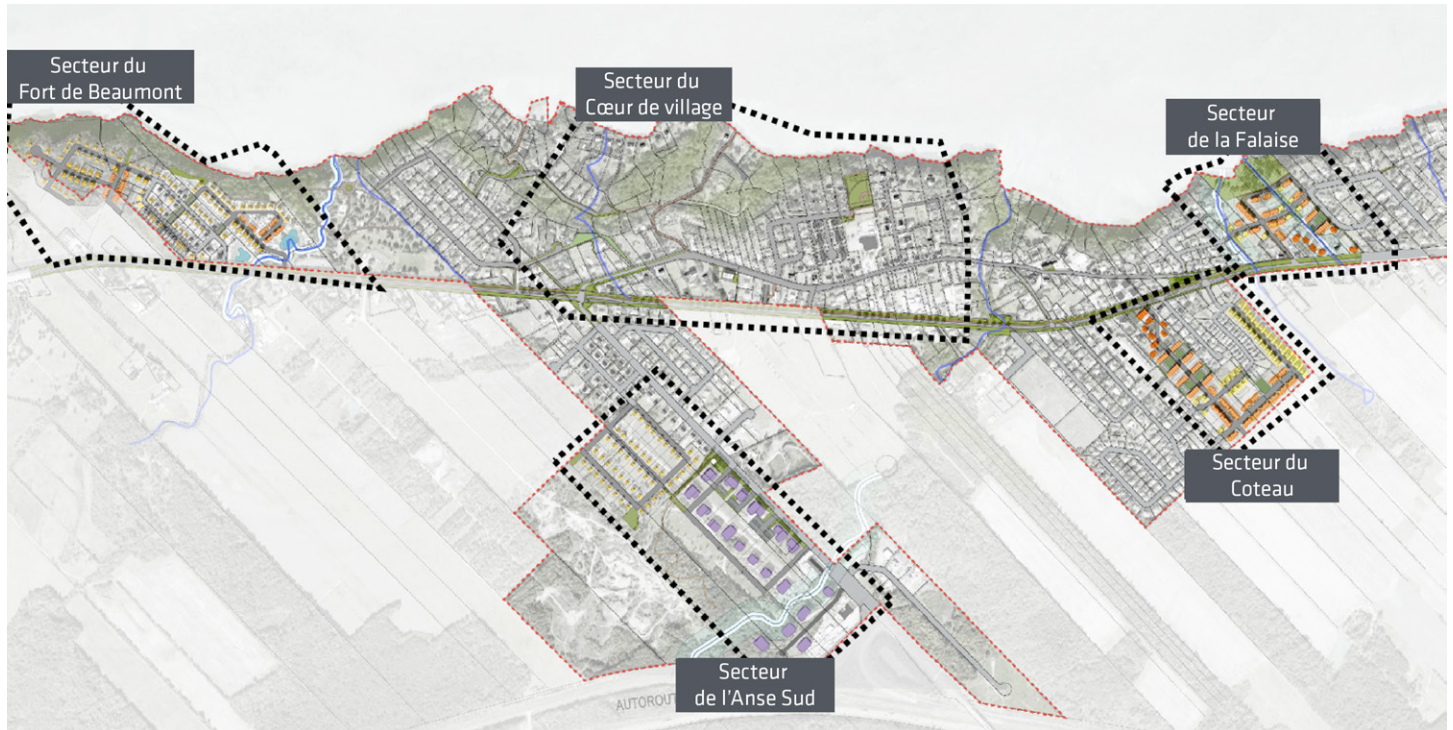 Secteur du
Fort de Beaumont
Secteur du
Cœur de village
Secteur
de la Falaise
Secteur du
Coteau
Secteur
de l'Anse Sud
AUTOROUT